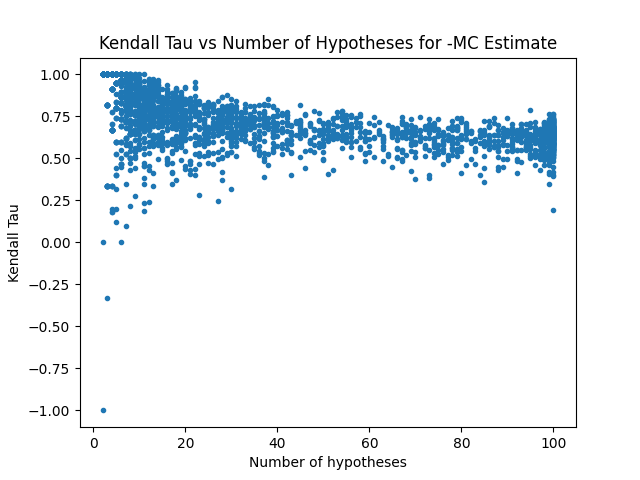 Kendall Tau vs Number of Hypotheses for -MC Estimate
1.00
0.75
0.50
0.25
0.00
−0.25
−0.50
−0.75
−1.00
Kendall Tau
0 20 40 60 80 100
Number of hypotheses